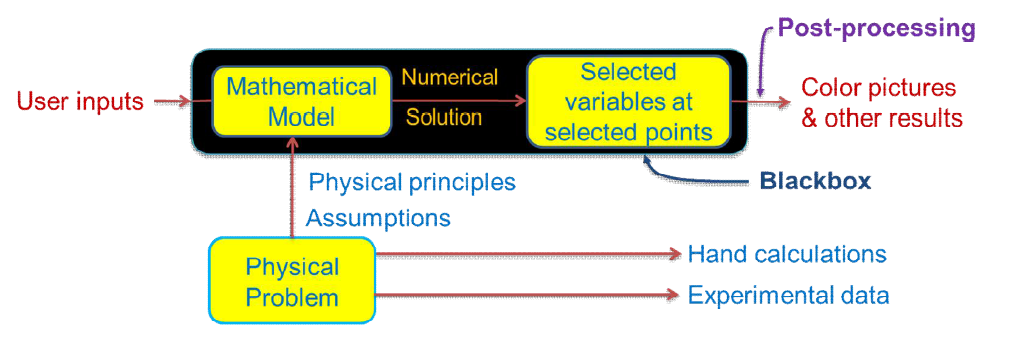 Post-processing
User inputs
Mathematical
Model
Numerical
Solution
Selected
variables at
selected points
Color pictures
& other results
Physical principles
Assumptions
Blackbox
Physical
Problem
Hand calculations
Experimental data